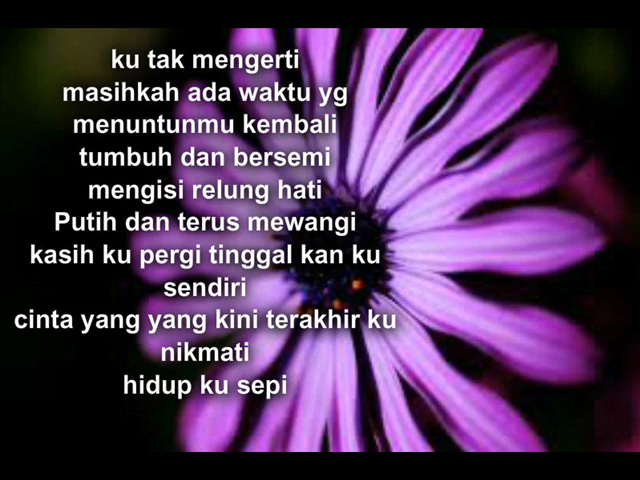 ku tak mengerti
masihkah ada waktu yg
menuntunmu kembali
tumbuh dan bersemi
mengisi relung hati
Putih dan terus mewangi
kasih ku pergi tinggal kan ku
sendiri
cinta yang yang kini terakhir ku
nikmati
hidup ku sepi